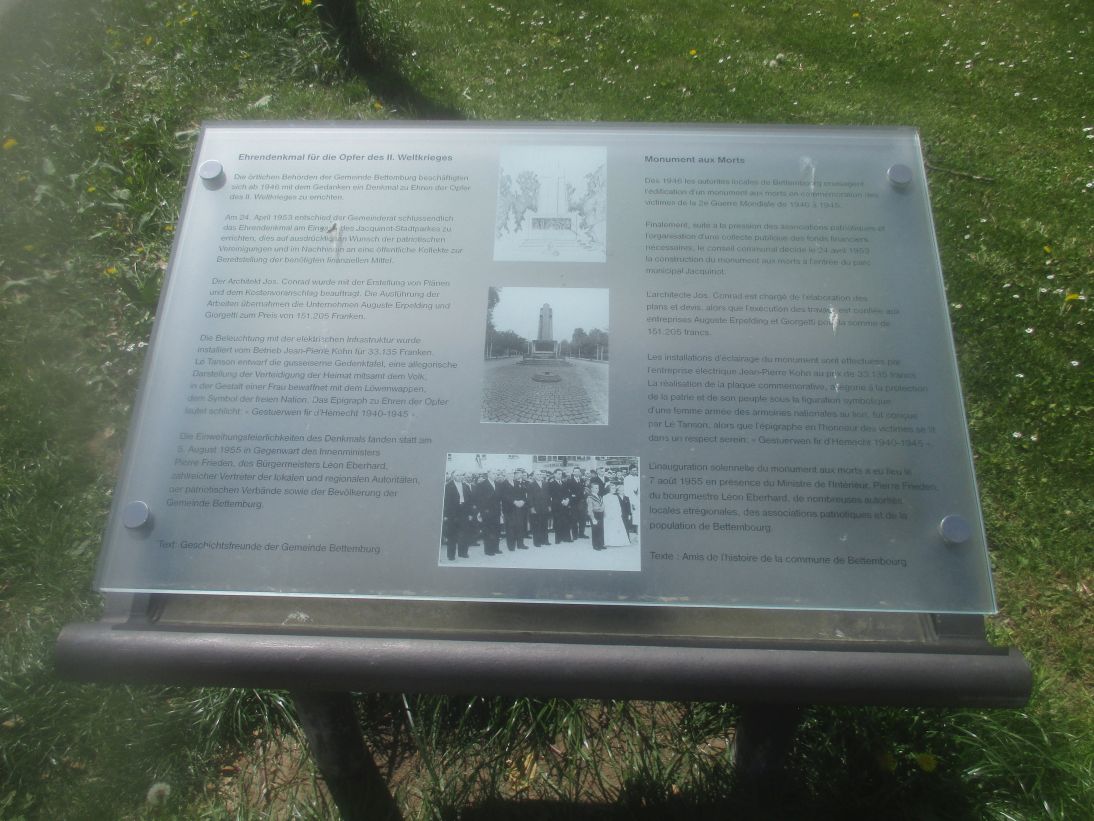 Ehrendenkmal für die Opfer des II. Weltkrieges
Die örtlichen Behörden der Gemeinde Bettemburg beschäftigten
sich ab 1946 mit dem Gedanken ein Denkmal zu Ehren der Opfer
des II. Weltkrieges zu errichten.
Am 24. April 1953 entschied der Gemeinderat schlussendlich
das Ehrendenkmal am des Jacquinot-Stadtparkes zu
errichten, dies auf Wunsch der patriotischen
Vereinigungen und im an eine öffentliche Kollekte zur
Bereitstellung der benötigten finanziellen Mittel.
Der Architekt Jos. Conrad wurde mit der Erstellung von Plänen
und dem Kostenvoranschlag beauftragt. Die Ausführung der
Arbeiten übernahmen die Unternehmen Auguste Erpelding und
Giorgetti zum Preis von 151.205 Franken.
Die Beleuchtung mit der elektrischen Infrastruktur wurde
installiert vom Betrieb Jean-Pierre Kohn für 33.135 Franken.
Lé Tanson entwarf die gusseiserne Gedenktafel, eine allegorische
Darstellung der Verteidigung der Heimat mitsamt dem Volk,
in der Gestalt einer Frau bewaffnet mit dem Löwenwappen,
dem Symbol der freien Nation. Das Epigraph zu Ehren der Opfer
lautet schlicht: « Gestuerwen fir d'Hemecht 1940-1945 ».
Die Einweihungsfeierlichkeiten des Denkmals fanden statt am
5. August 1955 in Gegenwart des Innenministers
Pierre Frieden, des Bürgermeisters Léon Eberhard,
zahlreicher Vertreter der lokalen und regionalen Autoritäten,
der patriotischen Verbände sowie der Bevölkerung der
Gemeinde Bettemburg.
Text: Geschichtsfreunde der Gemeinde Bettemburg
Monument aux Morts
Dès 1946 les autorités locales de Bettembourg envisagent
l'édification d'un monument aux morts en commémoration des
victimes de la 2e Guerre Mondiale de 1940 à 1945.
Finalement, suite à la pression des associations patriotiques et
l'organisation d'une collecte publique des fonds financiers
nécessaires, le conseil communal décide le 24 avril 1953
la construction du monument aux morts à l'entrée du parc
municipal Jacquinot.
L'architecte Jos. Conrad est chargé de l'élaboration des
plans et devis, alors que l'exécution des travaux est confiée aux
entreprises Auguste Erpelding et Giorgetti pour la somme de
151.205 francs.
Les installations d'éclairage du monument sont effectuées par
l'entreprise électrique Jean-Pierre Kohn au prix de 33.135 francs.
La réalisation de la plaque commémorative, allégorie à la protection
de la patrie et de son peuple sous la figuration symbolique
d'une femme armée des armoiries nationales au lion, fut conçue
par Lé Tanson, alors que l'épigraphe en l'honneur des victimes se lit
dans un respect serein: « Gestuerwen fir d'Hemecht 1940-1945 ».
L'inauguration solennelle du monument aux morts a eu lieu le
7 août 1955 en présence du Ministre de l'Intérieur, Pierre Frieden,
du bourgmestre Léon Eberhard, de nombreuses autorités
locales etregionales, des associations patriotiques et de la
population de Bettembourg.
Texte : Amis de l'histoire de la commune de Bettembourg